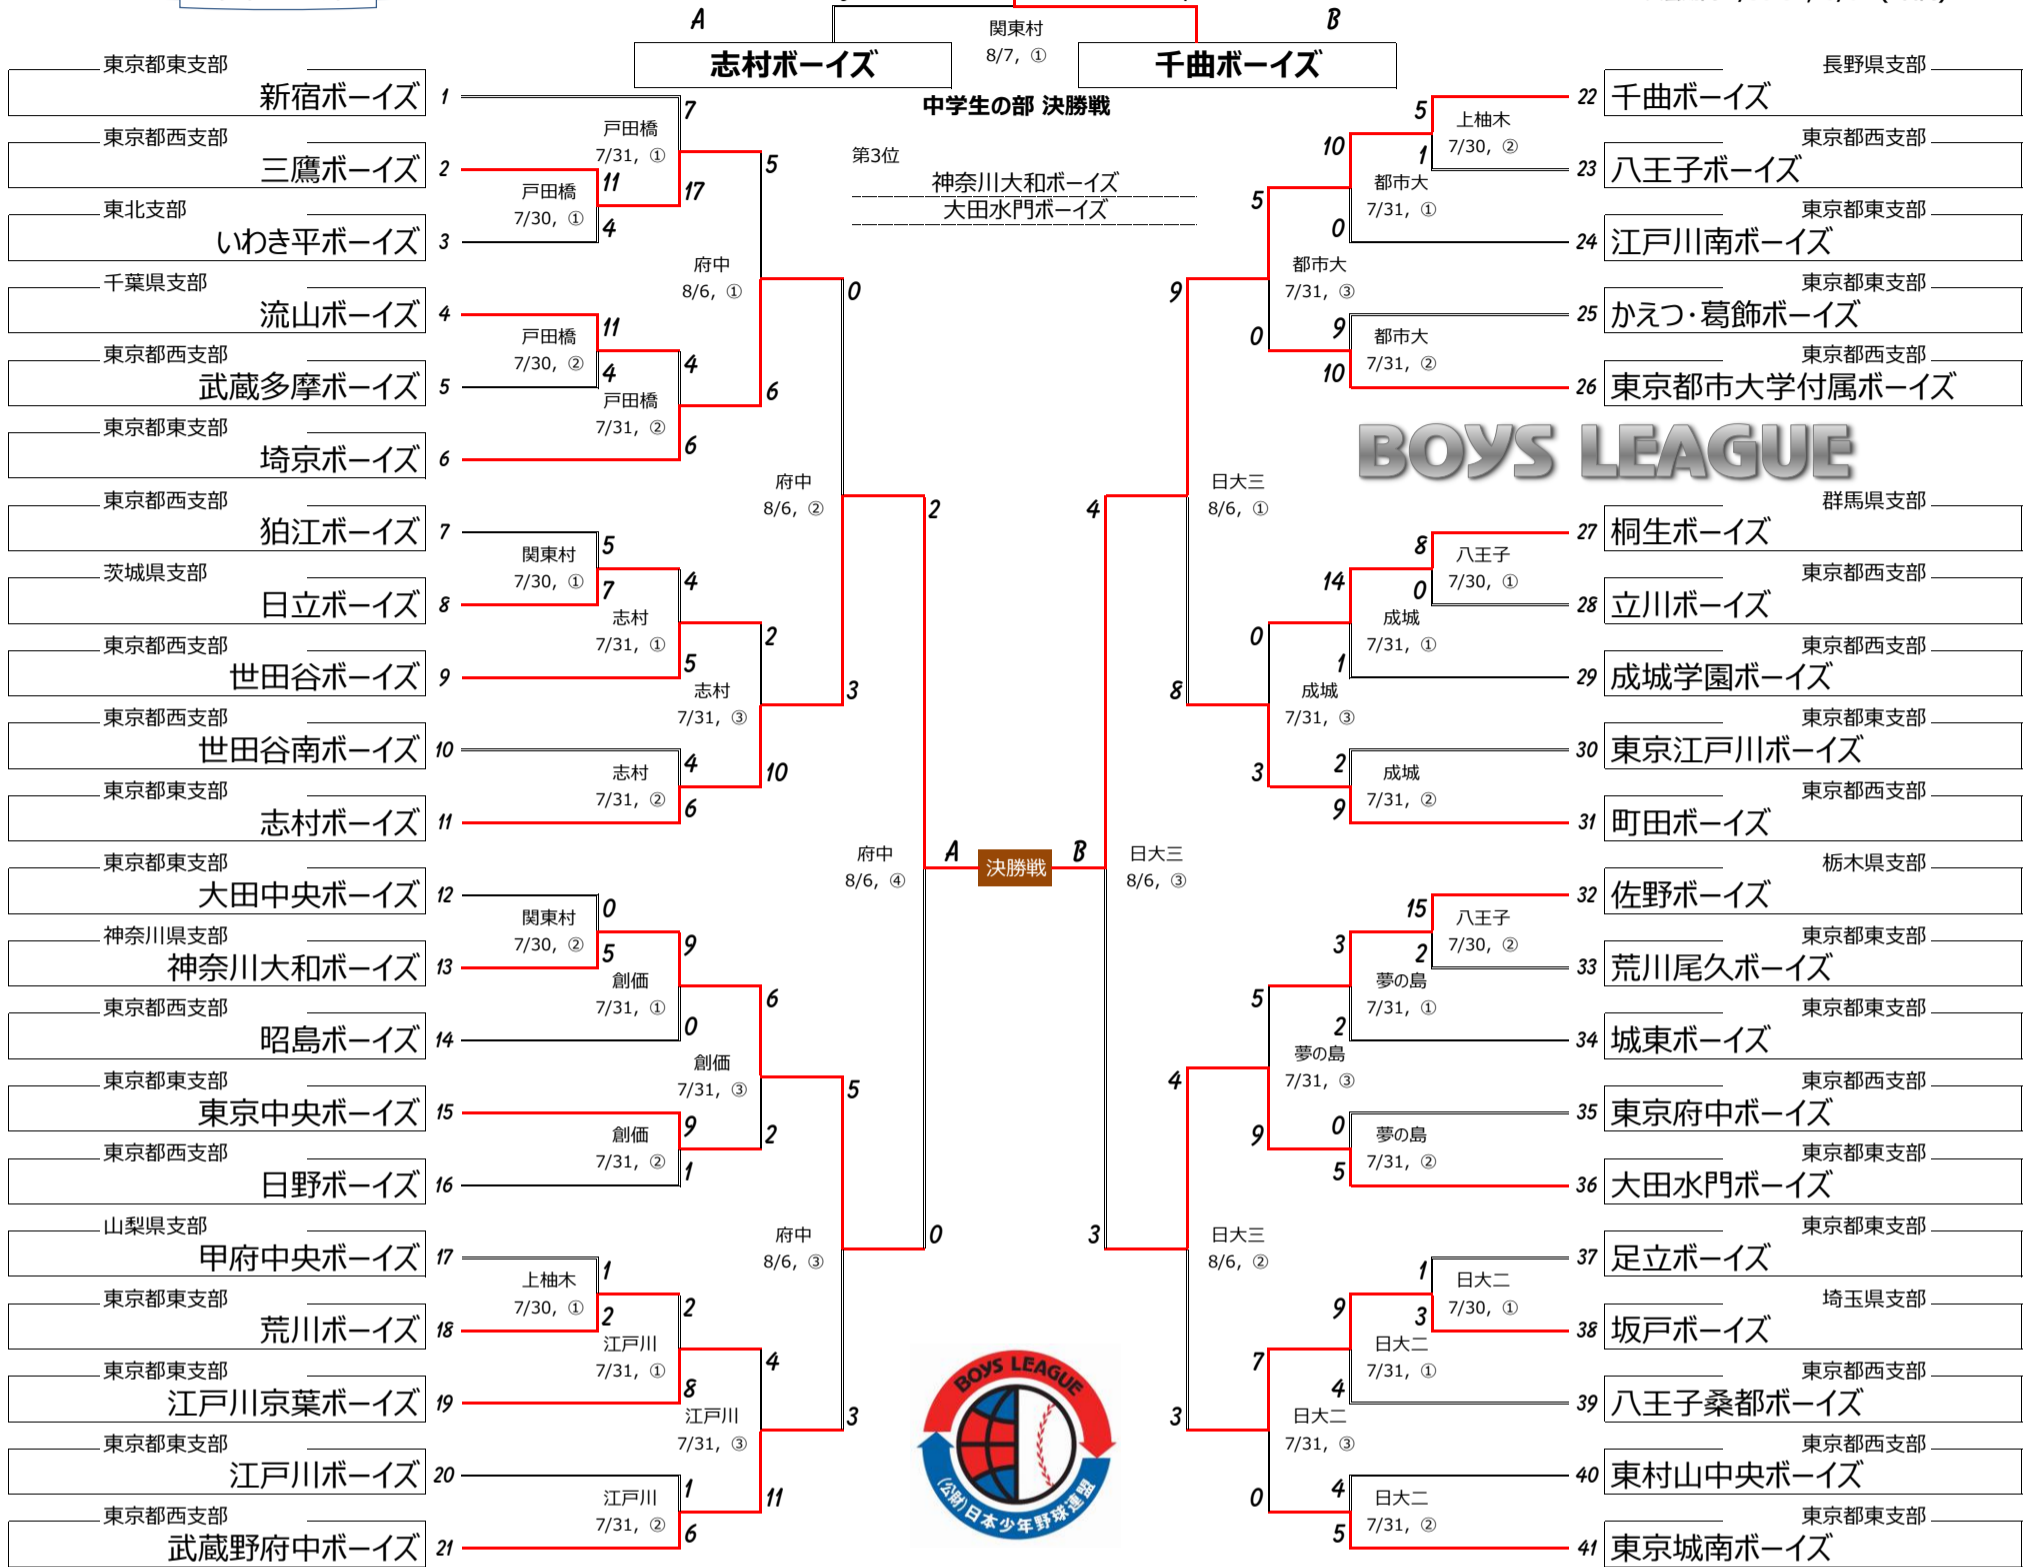 A
B
関東村
8/7, ①
志村ボーイズ
千曲ボーイズ
中学生の部 決勝戦
第3位
神奈川大和ボーイズ
大田水門ボーイズ
東京都東支部
新宿ボーイズ 1
東京都西支部
三鷹ボーイズ 2
東北支部
いわき平ボーイズ 3
千葉県支部
流山ボーイズ 4
東京都西支部
武蔵多摩ボーイズ 5
東京都東支部
埼京ボーイズ 6
東京都西支部
狛江ボーイズ 7
茨城県支部
日立ボーイズ 8
東京都西支部
世田谷ボーイズ 9
東京都西支部
世田谷南ボーイズ 10
東京都東支部
志村ボーイズ 11
東京都東支部
大田中央ボーイズ 12
神奈川県支部
神奈川大和ボーイズ 13
東京都西支部
昭島ボーイズ 14
東京都東支部
東京中央ボーイズ 15
東京都西支部
日野ボーイズ 16
山梨県支部
甲府中央ボーイズ 17
東京都東支部
荒川ボーイズ 18
東京都東支部
江戸川京葉ボーイズ 19
東京都東支部
江戸川ボーイズ 20
東京都西支部
武蔵野府中ボーイズ 21
戸田橋
7/30, ①
11
4
戸田橋
7/31, ①
7
17
戸田橋
7/30, ②
11
4
戸田橋
7/31, ②
4
6
府中
8/6, ①
5
6
関東村
7/30, ①
5
7
志村
7/31, ①
4
5
志村
7/31, ②
4
6
志村
7/31, ③
2
10
府中
8/6, ②
0
3
関東村
7/30, ②
0
5
創価
7/31, ①
9
0
創価
7/31, ②
9
1
創価
7/31, ③
6
2
上柚木
7/30, ①
1
2
江戸川
7/31, ①
2
8
江戸川
7/31, ②
1
6
江戸川
7/31, ③
4
11
府中
8/6, ③
5
3
府中
8/6, ④
2
0
A
決勝戦
B
長野県支部
22 千曲ボーイズ
東京都西支部
23 八王子ボーイズ
東京都東支部
24 江戸川南ボーイズ
東京都東支部
25 かえつ・葛飾ボーイズ
東京都西支部
26 東京都市大学付属ボーイズ
BOYS LEAGUE
群馬県支部
27 桐生ボーイズ
東京都西支部
28 立川ボーイズ
東京都西支部
29 成城学園ボーイズ
東京都東支部
30 東京江戸川ボーイズ
東京都西支部
31 町田ボーイズ
栃木県支部
32 佐野ボーイズ
東京都東支部
33 荒川尾久ボーイズ
東京都東支部
34 城東ボーイズ
東京都西支部
35 東京府中ボーイズ
東京都東支部
36 大田水門ボーイズ
東京都東支部
37 足立ボーイズ
埼玉県支部
38 坂戸ボーイズ
東京都西支部
39 八王子桑都ボーイズ
東京都西支部
40 東村山中央ボーイズ
東京都東支部
41 東京城南ボーイズ
上柚木
7/30, ②
5
1
都市大
7/31, ①
10
0
都市大
7/31, ②
9
10
都市大
7/31, ③
5
0
八王子
7/30, ①
8
0
成城
7/31, ①
14
1
成城
7/31, ②
2
9
成城
7/31, ③
0
3
日大三
8/6, ①
9
8
八王子
7/30, ②
15
2
夢の島
7/31, ①
3
2
夢の島
7/31, ②
0
5
夢の島
7/31, ③
5
9
日大二
7/30, ①
1
3
日大二
7/31, ①
9
4
日大二
7/31, ②
4
5
日大二
7/31, ③
7
0
日大三
8/6, ②
4
3
日大三
8/6, ③
4
3
BOYS LEAGUE
(公財)日本少年野球連盟